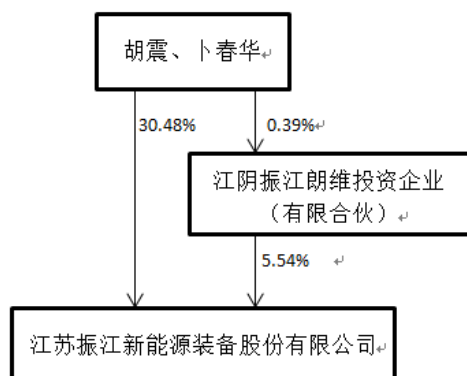 胡震、卜春华
30.48%
0.39%
江阴振江朗维投资企业
（有限合伙）
5.54%
江苏振江新能源装备股份有限公司